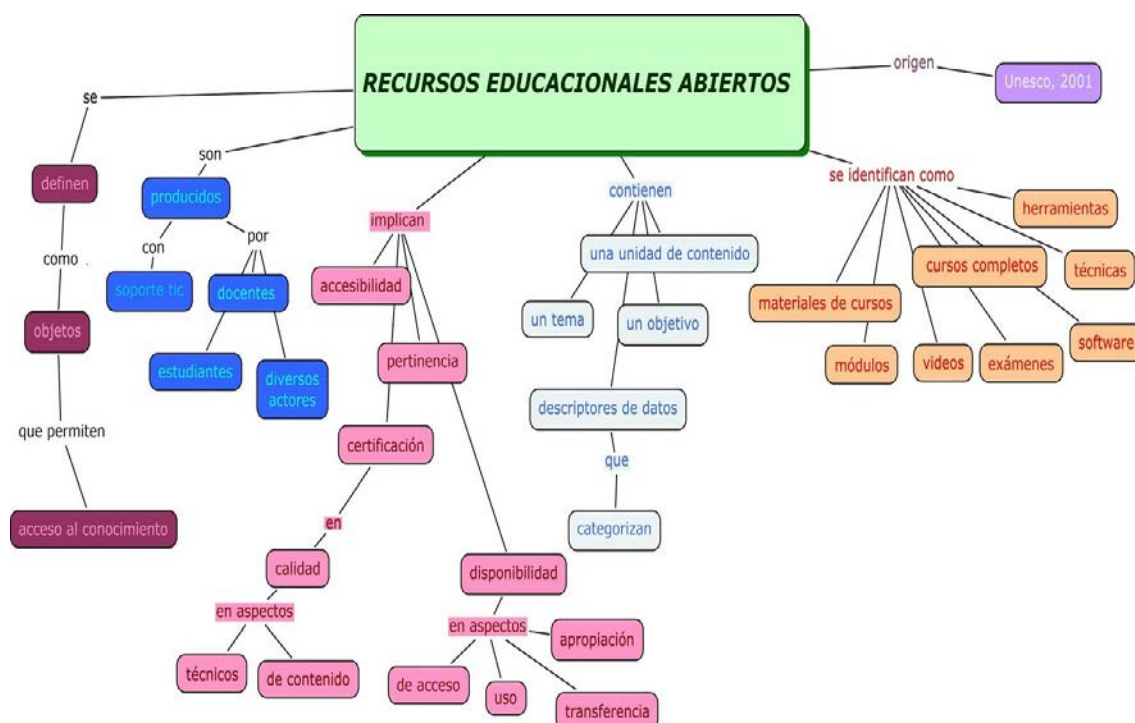 RECURSOS EDUCACIONALES ABIERTOS
origen
Unesco, 2001
se
definen
como
objetos
que permiten
acceso al conocimiento
son
producidos
con
soporte tic
por
docentes
estudiantes
diversos
actores
implican
accesibilidad
pertinencia
certificación
en
calidad
en aspectos
técnicos
de contenido
disponibilidad
en aspectos
de acceso
uso
transferencia
apropiación
contienen
una unidad de contenido
un tema
un objetivo
descriptores de datos
que
categorizan
se identifican como
herramientas
técnicas
cursos completos
materiales de cursos
módulos
videos
exámenes
software